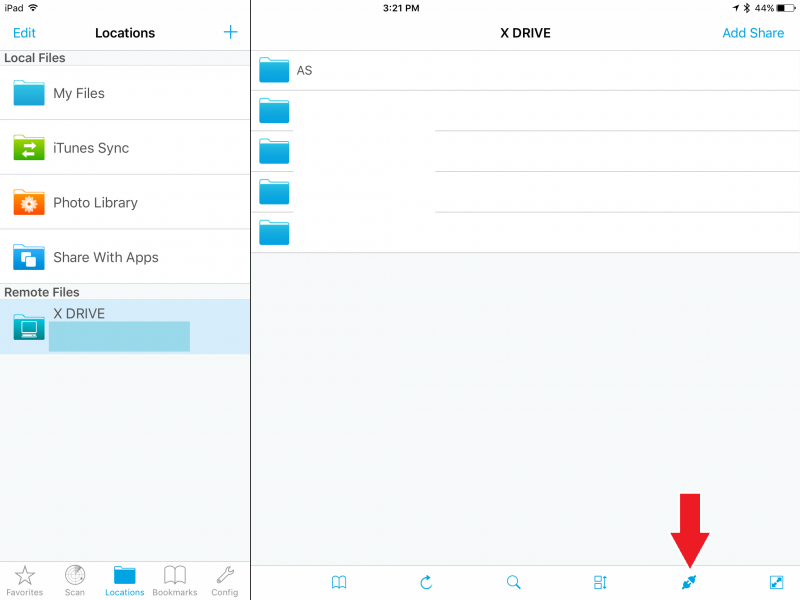 iPad 3:21 PM 44%
Edit Locations +
X DRIVE Add Share
Local Files
My Files
iTunes Sync
Photo Library
Share With Apps
Remote Files
X DRIVE
AS
Favorites Scan Locations Bookmarks Config